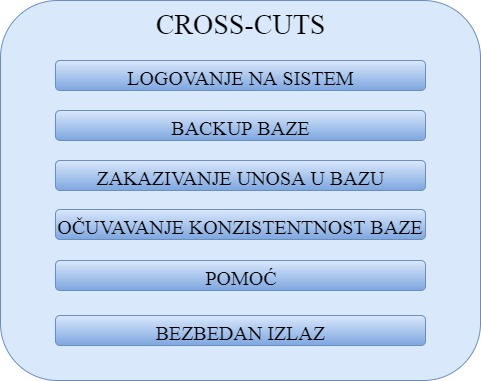 CROSS-CUTS
LOGOVANJE NA SISTEM
BACKUP BAZE
ZAKAZIVANJE UNOSA U BAZU
OČUVAVANJE KONZISTENTNOST BAZE
POMOĆ
BEZBEDAN IZLAZ